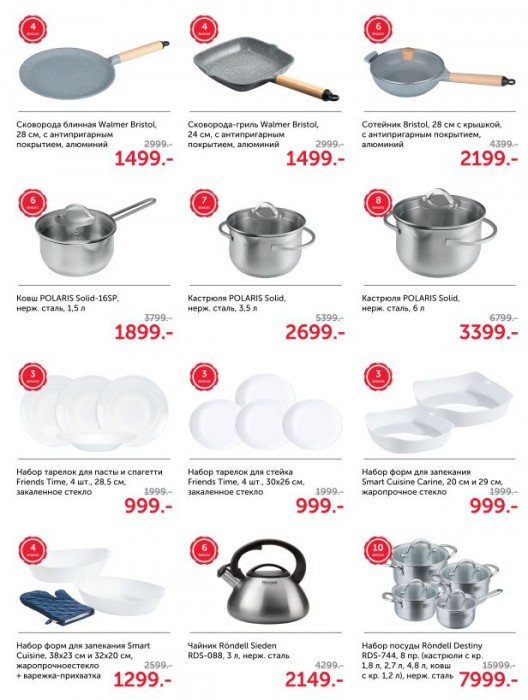 4
4
6
Сковорода блинная Walmer Bristol,
28 см, с антипригарным
покрытием, алюминий
2999.-
1499.-
Сковорода-гриль Walmer Bristol,
24 см, с антипригарным
покрытием, алюминий
2999.-
1499.-
Сотейник Bristol, 28 см с крышкой,
с антипригарным покрытием,
алюминий
4399.-
2199.-
6
7
8
Ковш POLARIS Solid-16SP,
нерж. сталь, 1,5 л
3799.-
1899.-
Кастрюля POLARIS Solid,
нерж. сталь, 3,5 л
5399.-
2699.-
Кастрюля POLARIS Solid,
нерж. сталь, 6 л
6799.-
3399.-
3
3
4
Набор тарелок для пасты и спагетти
Friends Time, 4 шт., 28,5 см,
закаленное стекло
1999.-
999.-
Набор тарелок для стейка
Friends Time, 4 шт., 30х26 см,
закаленное стекло
1999.-
999.-
Набор форм для запекания
Smart Cuisine Carine, 20 см и 29 см,
жаропрочное стекло
1999.-
999.-
4
6
10
Набор форм для запекания Smart
Cuisine, 38х23 см и 32х20 см,
жаропрочноестекло
+ варежка-прихватка
2599.-
1299.-
Чайник Röndell Sieden
RDS-088, 3 л, нерж. сталь
4299.-
2149.-
Набор посуды Röndell Destiny
RDS-744, 8 пр. (кастрюли с кр.
1,8 л, 2,7 л, 4,8 л, ковш
с кр. 1,2 л), нерж. сталь
15999.-
7999.-